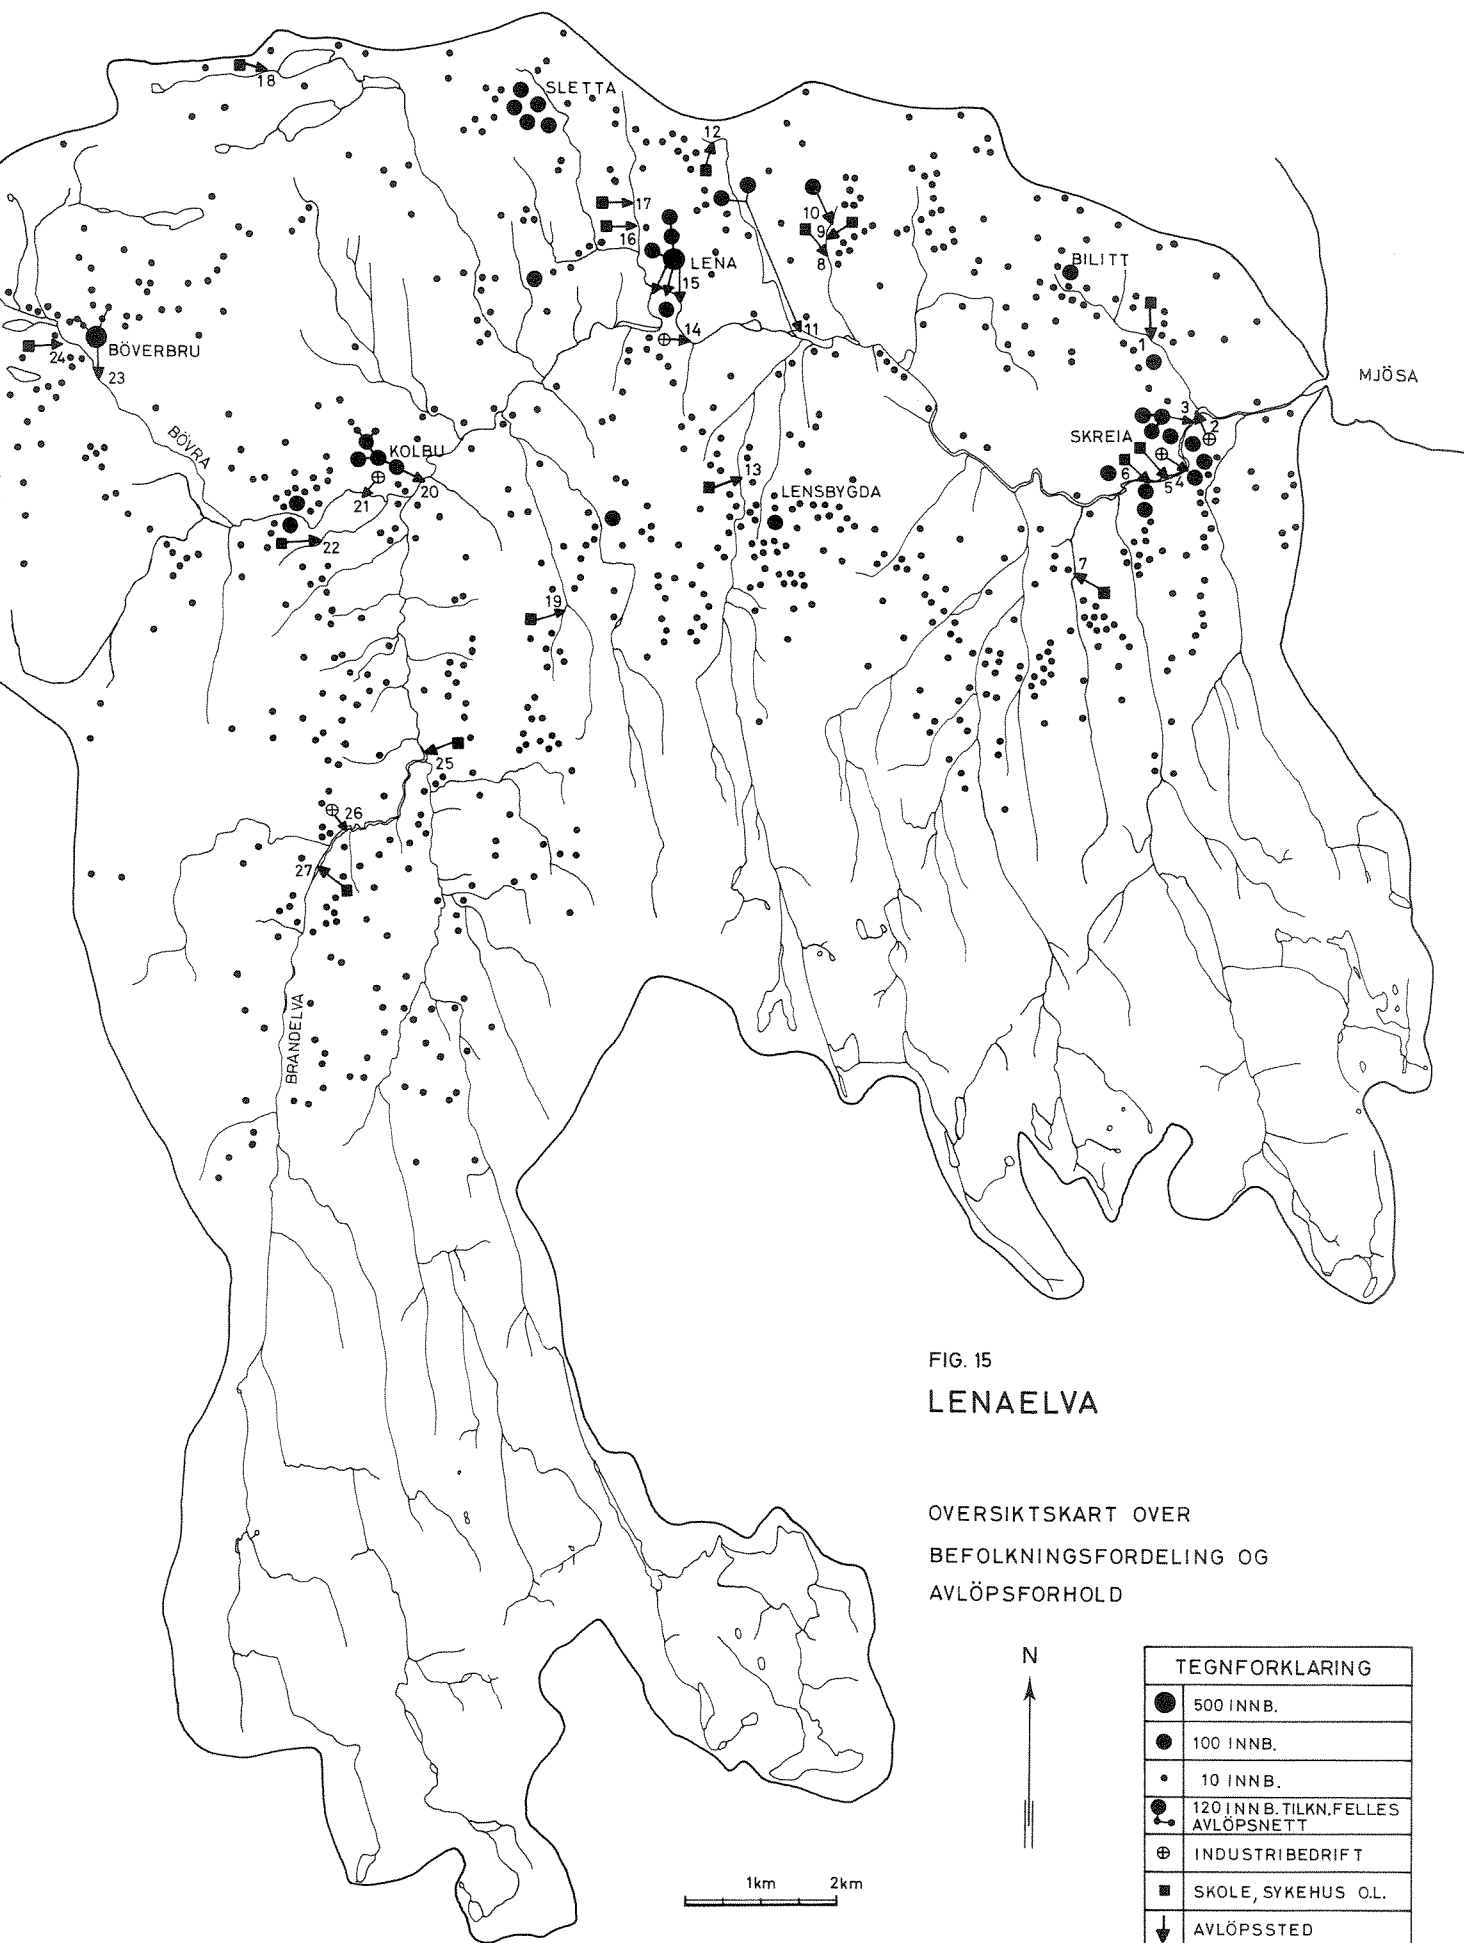 SLETTA
18
12
17
16
10
9
8
LENA
15
BILITT
14
11
1
24
BÖVERBRU
23
MJÖSA
BÖVRA
3
2
SKREIA
KOLBU
20
21
13
6
5
4
LENSBYGDA
22
7
19
25
26
27
BRANDELVA
FIG. 15
LENAELVA
OVERSIKTSKART OVER
BEFOLKNINGSFORDELING OG
AVLÖPSFORHOLD
N
TEGNFORKLARING
500 INNB.
100 INNB.
10 INNB.
120 INNB. TILKN. FELLES
AVLÖPSNETT
INDUSTRIBEDRIFT
SKOLE, SYKEHUS O.L.
AVLÖPSSTED
1km 2km